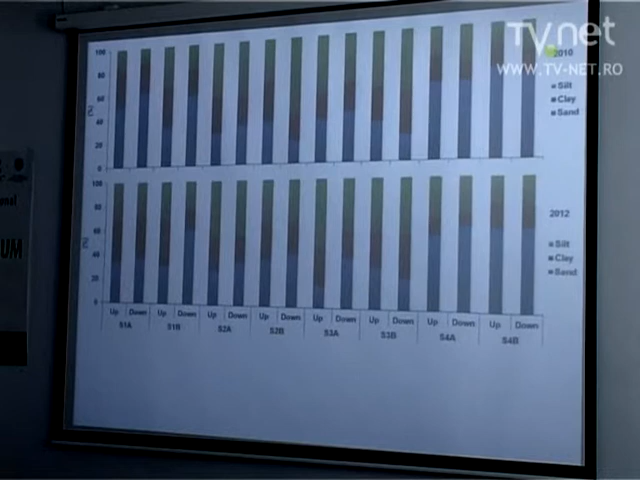 TV.net
WWW.TV-NET.RO
100
80
60
40
20
0
(%)
2010
Silt
Clay
Sand
100
80
60
40
20
0
(%)
2012
Silt
Clay
Sand
Up Down Up Down Up Down Up Down Up Down Up Down Up Down Up Down
S1A S1B S2A S2B S3A S3B S4A S4B
UM